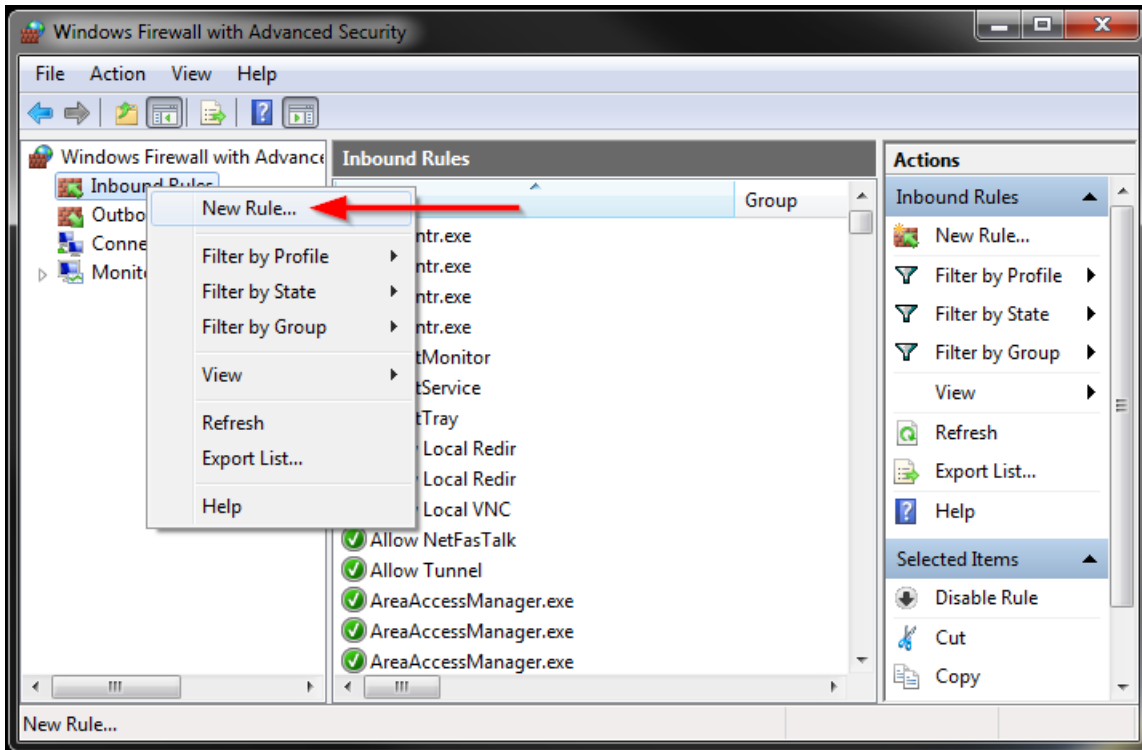 Windows Firewall with Advanced Security
File Action View Help
Windows Firewall with Advance
Inbound Rules
Outbo
Conne
Monit
New Rule...
Filter by Profile
Filter by State
Filter by Group
View
Refresh
Export List...
Help
Inbound Rules
Group
ntr.exe
ntr.exe
ntr.exe
ntr.exe
tMonitor
tService
tTray
Local Redir
Local Redir
Local VNC
Allow NetFasTalk
Allow Tunnel
AreaAccessManager.exe
AreaAccessManager.exe
AreaAccessManager.exe
Actions
Inbound Rules
New Rule...
Filter by Profile
Filter by State
Filter by Group
View
Refresh
Export List...
Help
Selected Items
Disable Rule
Cut
Copy
New Rule...